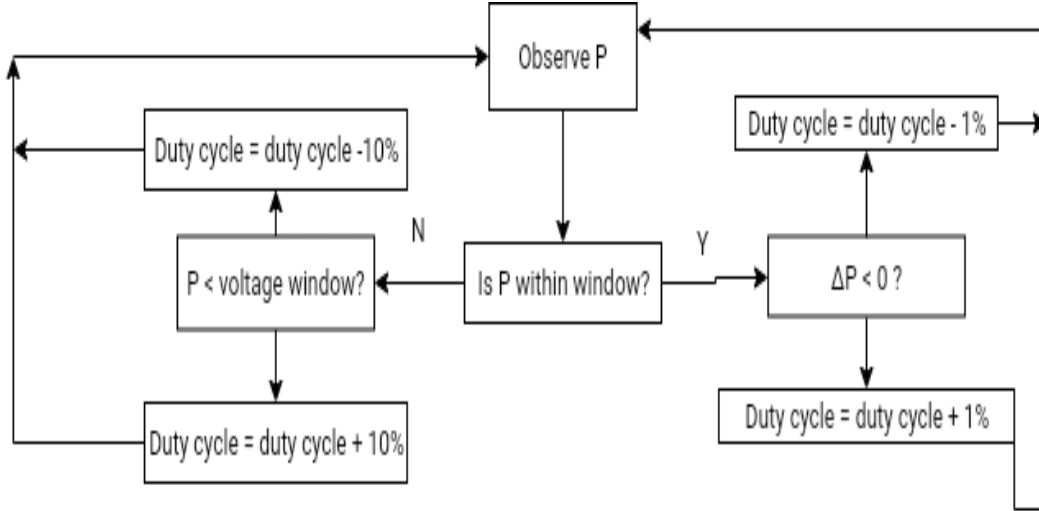 Observe P
Duty cycle = duty cycle - 1%
Duty cycle = duty cycle -10%
N
Y
P < voltage window?
Is P within window?
ΔP < 0 ?
Duty cycle = duty cycle + 1%
Duty cycle = duty cycle + 10%